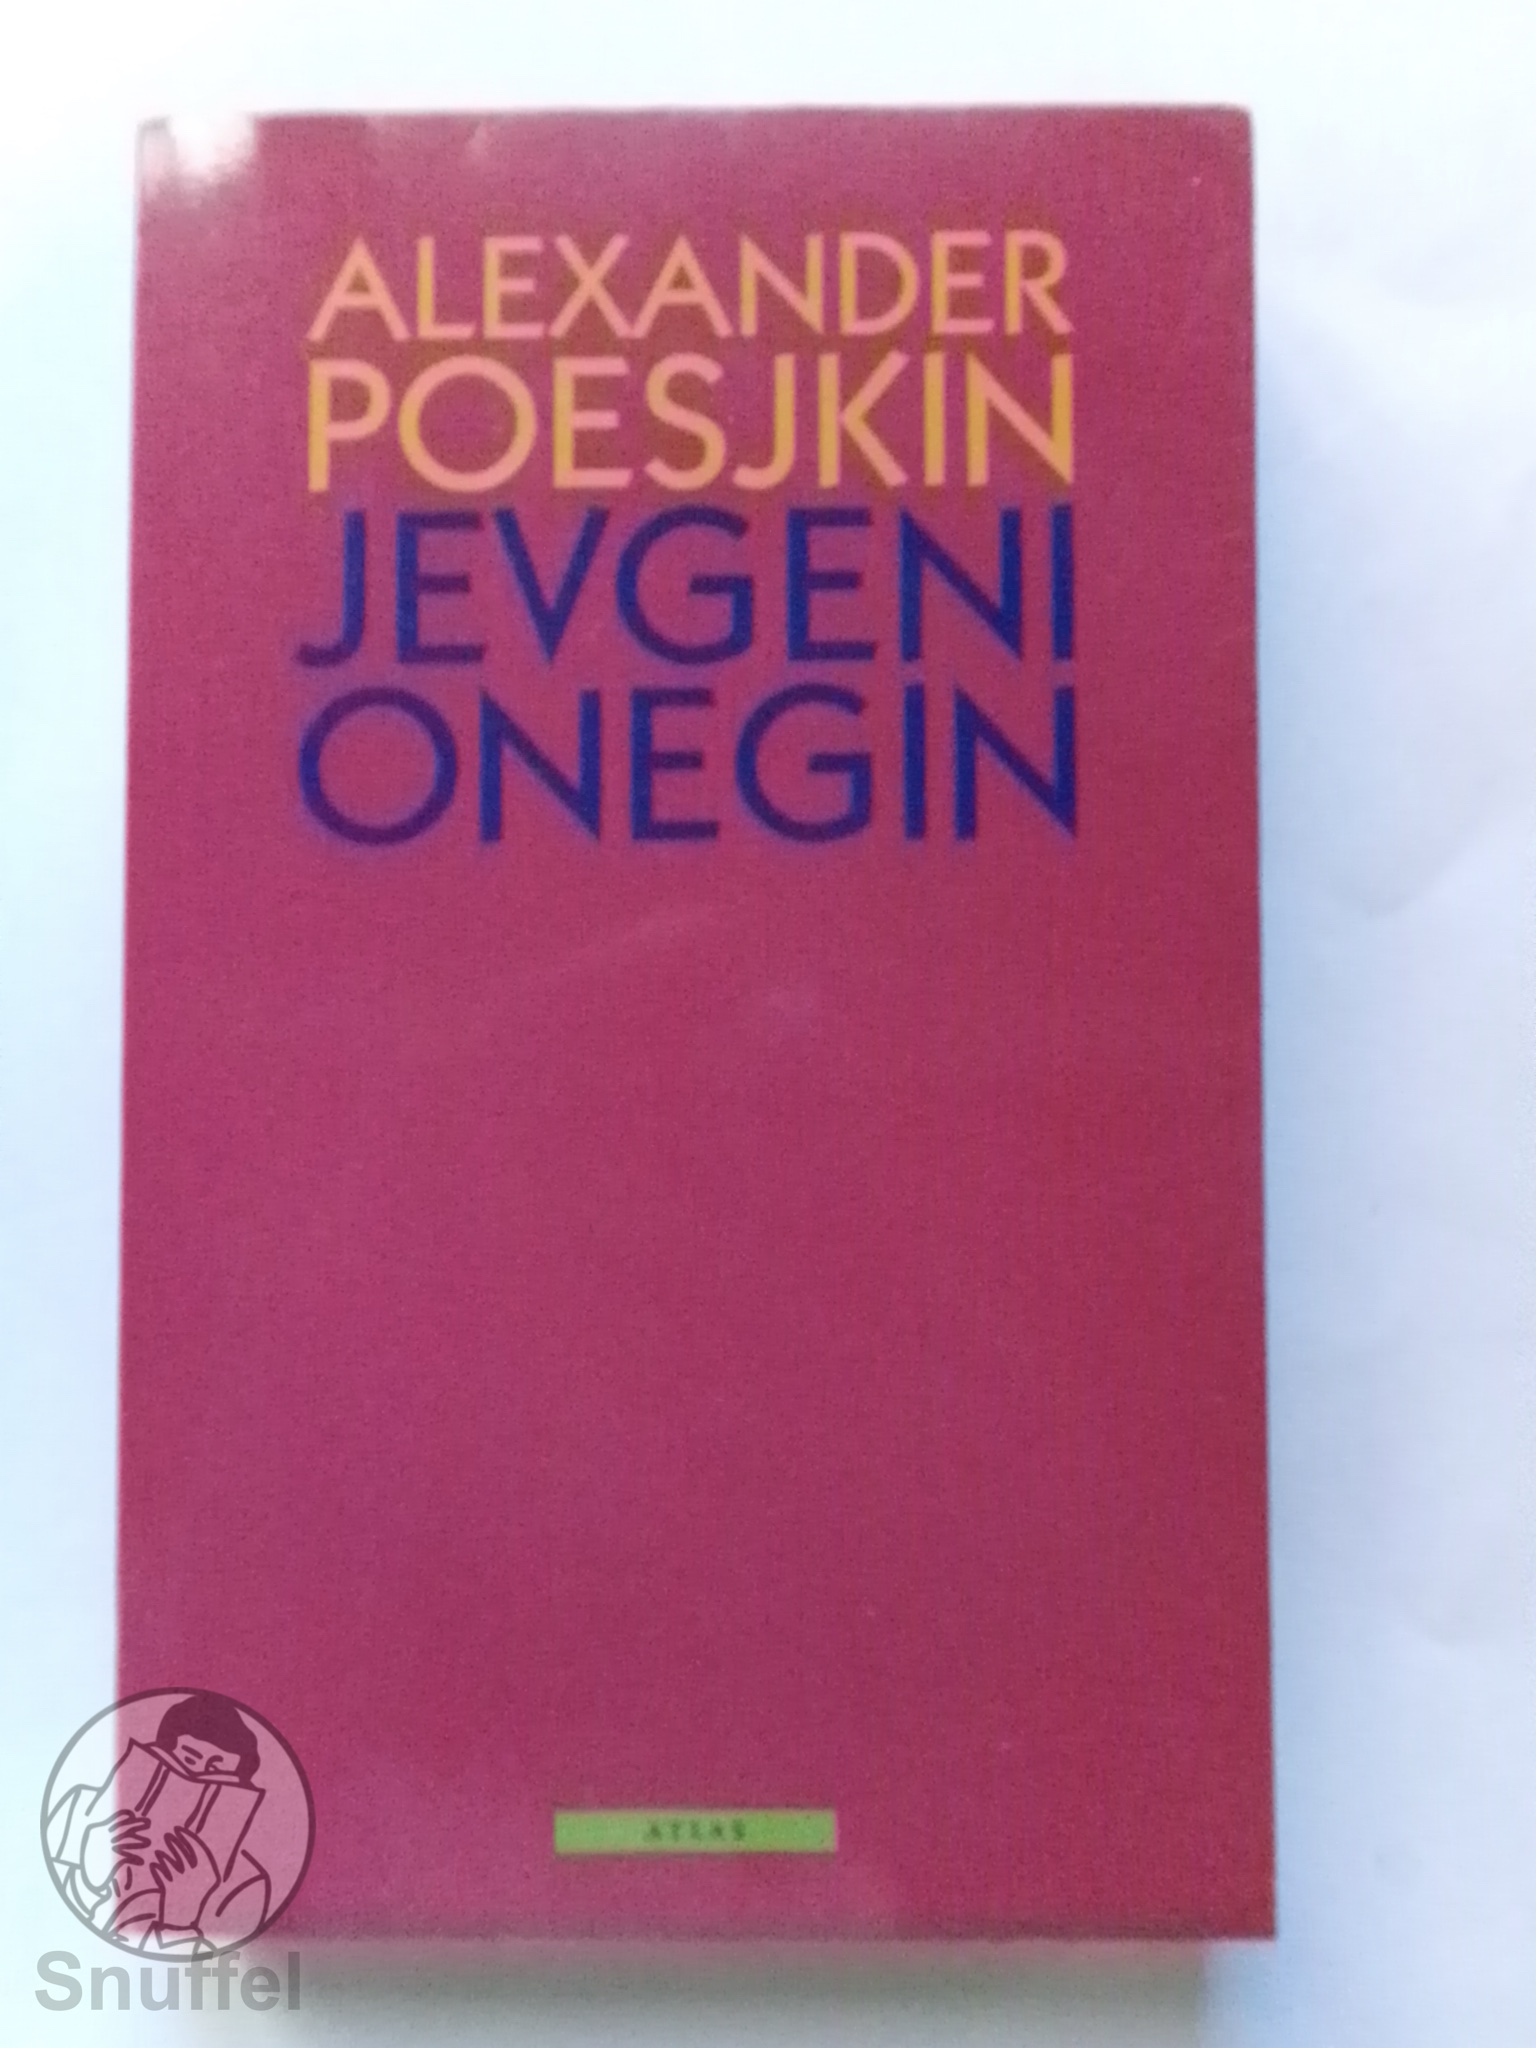 ALEXANDER
POESJKIN
JEVGENI
ONEGIN
ATLAS
Snuffel